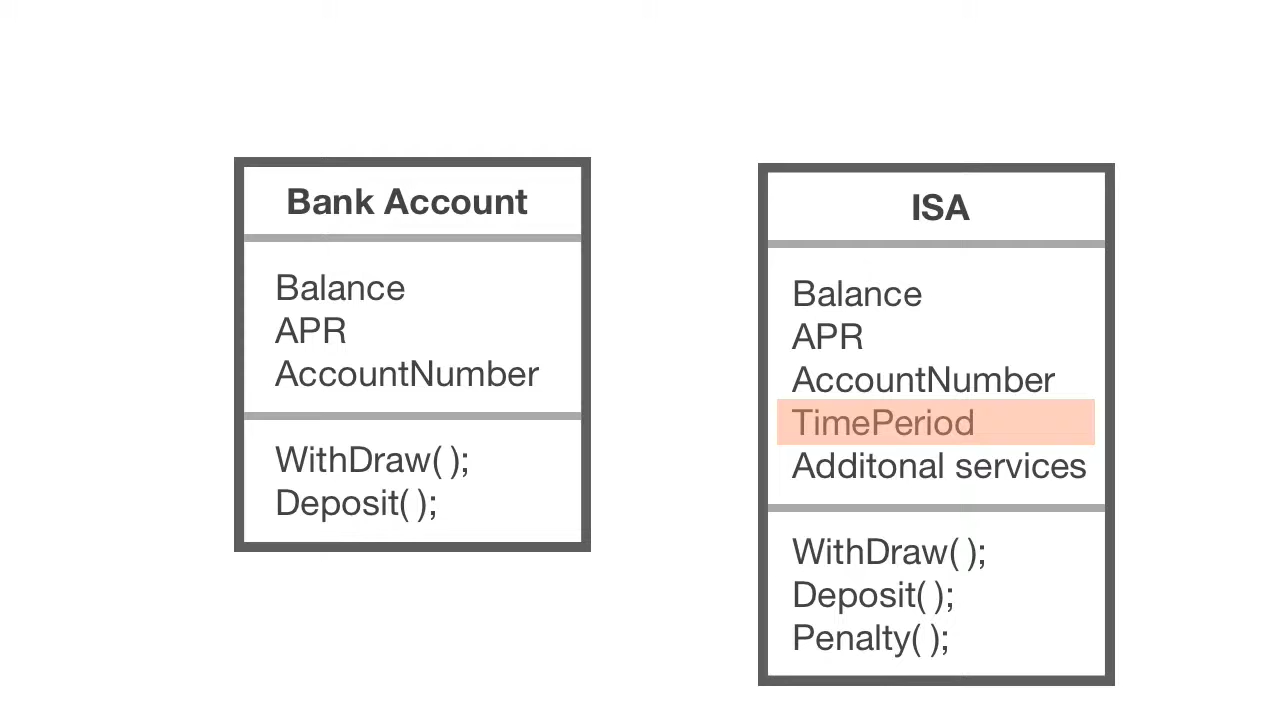 Bank Account
Balance
APR
AccountNumber
WithDraw( );
Deposit( );
ISA
Balance
APR
AccountNumber
TimePeriod
Additonal services
WithDraw( );
Deposit( );
Penalty( );